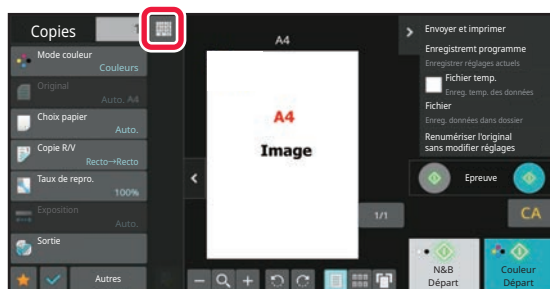 Copies 1
A4
Mode couleur
Couleurs
Original
Auto. A4
Choix papier
Auto.
Copie R/V
Recto→Recto
Taux de repro.
100%
Exposition
Auto.
Sortie
Autres
A4
Image
1/1
Envoyer et imprimer
Enregistremt programme
Enregistrer réglages actuels
Fichier temp.
Enreg. temp. des données
Fichier
Enreg. données dans dossier
Renumériser l'original
sans modifier réglages
Epreuve
CA
N&B
Départ
Couleur
Départ